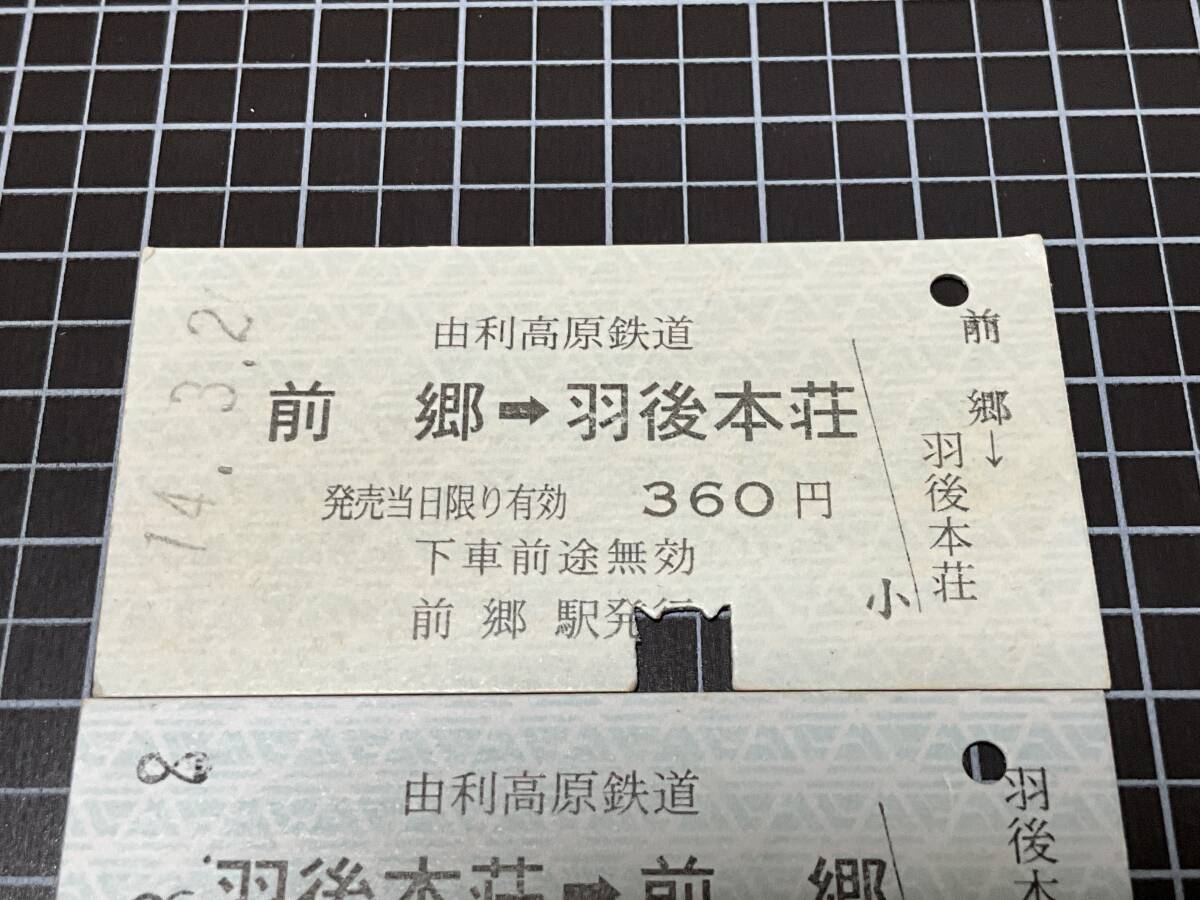 14.3.2
由利高原鉄道
前 郷➡羽後本荘
発売当日限り有効 360円
下車前途無効
前 郷 駅発行
前 郷→羽後本荘
小
8
由利高原鉄道
羽後本荘➡前 郷
羽後本